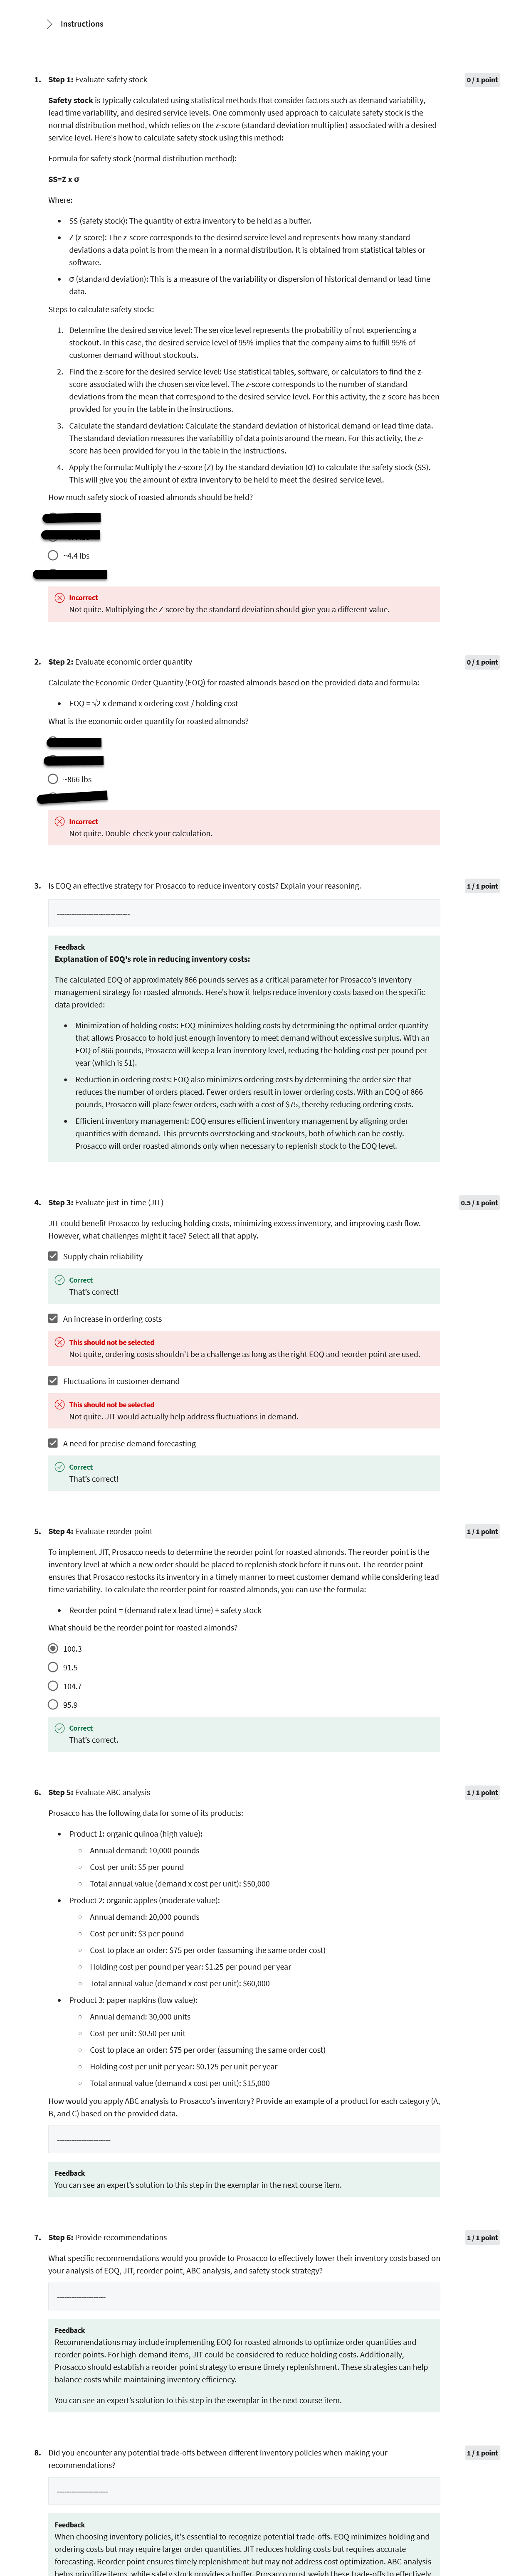 Instructions
1. Step 1: Evaluate safety stock
0 / 1 point
Safety stock is typically calculated using statistical methods that consider factors such as demand variability,
lead time variability, and desired service levels. One commonly used approach to calculate safety stock is the
normal distribution method, which relies on the z-score (standard deviation multiplier) associated with a desired
service level. Here's how to calculate safety stock using this method:
Formula for safety stock (normal distribution method):
SS=Z x σ
Where:
• SS (safety stock): The quantity of extra inventory to be held as a buffer.
• Z (z-score): The z-score corresponds to the desired service level and represents how many standard
deviations a data point is from the mean in a normal distribution. It is obtained from statistical tables or
software.
• σ (standard deviation): This is a measure of the variability or dispersion of historical demand or lead time
data.
Steps to calculate safety stock:
1. Determine the desired service level: The service level represents the probability of not experiencing a
stockout. In this case, the desired service level of 95% implies that the company aims to fulfill 95% of
customer demand without stockouts.
2. Find the z-score for the desired service level: Use statistical tables, software, or calculators to find the z-
score associated with the chosen service level. The z-score corresponds to the number of standard
deviations from the mean that correspond to the desired service level. For this activity, the z-score has been
provided for you in the table in the instructions.
3. Calculate the standard deviation: Calculate the standard deviation of historical demand or lead time data.
The standard deviation measures the variability of data points around the mean. For this activity, the z-
score has been provided for you in the table in the instructions.
4. Apply the formula: Multiply the z-score (Z) by the standard deviation (σ) to calculate the safety stock (SS).
This will give you the amount of extra inventory to be held to meet the desired service level.
How much safety stock of roasted almonds should be held?
~4.4 lbs
Incorrect
Not quite. Multiplying the Z-score by the standard deviation should give you a different value.
2. Step 2: Evaluate economic order quantity
0 / 1 point
Calculate the Economic Order Quantity (EOQ) for roasted almonds based on the provided data and formula:
• EOQ = √2 x demand x ordering cost / holding cost
What is the economic order quantity for roasted almonds?
~866 lbs
Incorrect
Not quite. Double-check your calculation.
3. Is EOQ an effective strategy for Prosacco to reduce inventory costs? Explain your reasoning.
1 / 1 point
Feedback
Explanation of EOQ's role in reducing inventory costs:
The calculated EOQ of approximately 866 pounds serves as a critical parameter for Prosacco's inventory
management strategy for roasted almonds. Here's how it helps reduce inventory costs based on the specific
data provided:
• Minimization of holding costs: EOQ minimizes holding costs by determining the optimal order quantity
that allows Prosacco to hold just enough inventory to meet demand without excessive surplus. With an
EOQ of 866 pounds, Prosacco will keep a lean inventory level, reducing the holding cost per pound per
year (which is $1).
• Reduction in ordering costs: EOQ also minimizes ordering costs by determining the order size that
reduces the number of orders placed. Fewer orders result in lower ordering costs. With an EOQ of 866
pounds, Prosacco will place fewer orders, each with a cost of $75, thereby reducing ordering costs.
• Efficient inventory management: EOQ ensures efficient inventory management by aligning order
quantities with demand. This prevents overstocking and stockouts, both of which can be costly.
Prosacco will order roasted almonds only when necessary to replenish stock to the EOQ level.
4. Step 3: Evaluate just-in-time (JIT)
0.5 / 1 point
JIT could benefit Prosacco by reducing holding costs, minimizing excess inventory, and improving cash flow.
However, what challenges might it face? Select all that apply.
Supply chain reliability
Correct
That's correct!
An increase in ordering costs
This should not be selected
Not quite, ordering costs shouldn't be a challenge as long as the right EOQ and reorder point are used.
Fluctuations in customer demand
This should not be selected
Not quite. JIT would actually help address fluctuations in demand.
A need for precise demand forecasting
Correct
That's correct!
5. Step 4: Evaluate reorder point
1 / 1 point
To implement JIT, Prosacco needs to determine the reorder point for roasted almonds. The reorder point is the
inventory level at which a new order should be placed to replenish stock before it runs out. The reorder point
ensures that Prosacco restocks its inventory in a timely manner to meet customer demand while considering lead
time variability. To calculate the reorder point for roasted almonds, you can use the formula:
• Reorder point = (demand rate x lead time) + safety stock
What should be the reorder point for roasted almonds?
100.3
91.5
104.7
95.9
Correct
That's correct.
6. Step 5: Evaluate ABC analysis
1 / 1 point
Prosacco has the following data for some of its products:
• Product 1: organic quinoa (high value):
Annual demand: 10,000 pounds
Cost per unit: $5 per pound
Total annual value (demand x cost per unit): $50,000
• Product 2: organic apples (moderate value):
Annual demand: 20,000 pounds
Cost per unit: $3 per pound
Cost to place an order: $75 per order (assuming the same order cost)
Holding cost per pound per year: $1.25 per pound per year
Total annual value (demand x cost per unit): $60,000
• Product 3: paper napkins (low value):
Annual demand: 30,000 units
Cost per unit: $0.50 per unit
Cost to place an order: $75 per order (assuming the same order cost)
Holding cost per unit per year: $0.125 per unit per year
Total annual value (demand x cost per unit): $15,000
How would you apply ABC analysis to Prosacco's inventory? Provide an example of a product for each category (A,
B, and C) based on the provided data.
Feedback
You can see an expert's solution to this step in the exemplar in the next course item.
7. Step 6: Provide recommendations
1 / 1 point
What specific recommendations would you provide to Prosacco to effectively lower their inventory costs based on
your analysis of EOQ, JIT, reorder point, ABC analysis, and safety stock strategy?
Feedback
Recommendations may include implementing EOQ for roasted almonds to optimize order quantities and
reorder points. For high-demand items, JIT could be considered to reduce holding costs. Additionally,
Prosacco should establish a reorder point strategy to ensure timely replenishment. These strategies can help
balance costs while maintaining inventory efficiency.
You can see an expert's solution to this step in the exemplar in the next course item.
8. Did you encounter any potential trade-offs between different inventory policies when making your
recommendations?
1 / 1 point
Feedback
When choosing inventory policies, it's essential to recognize potential trade-offs. EOQ minimizes holding and
ordering costs but may require larger order quantities. JIT reduces holding costs but requires accurate
forecasting. Reorder point ensures timely replenishment but may not address cost optimization. ABC analysis
helps prioritize items, while safety stock provides a buffer. Prosacco must weigh these trade-offs to effectively